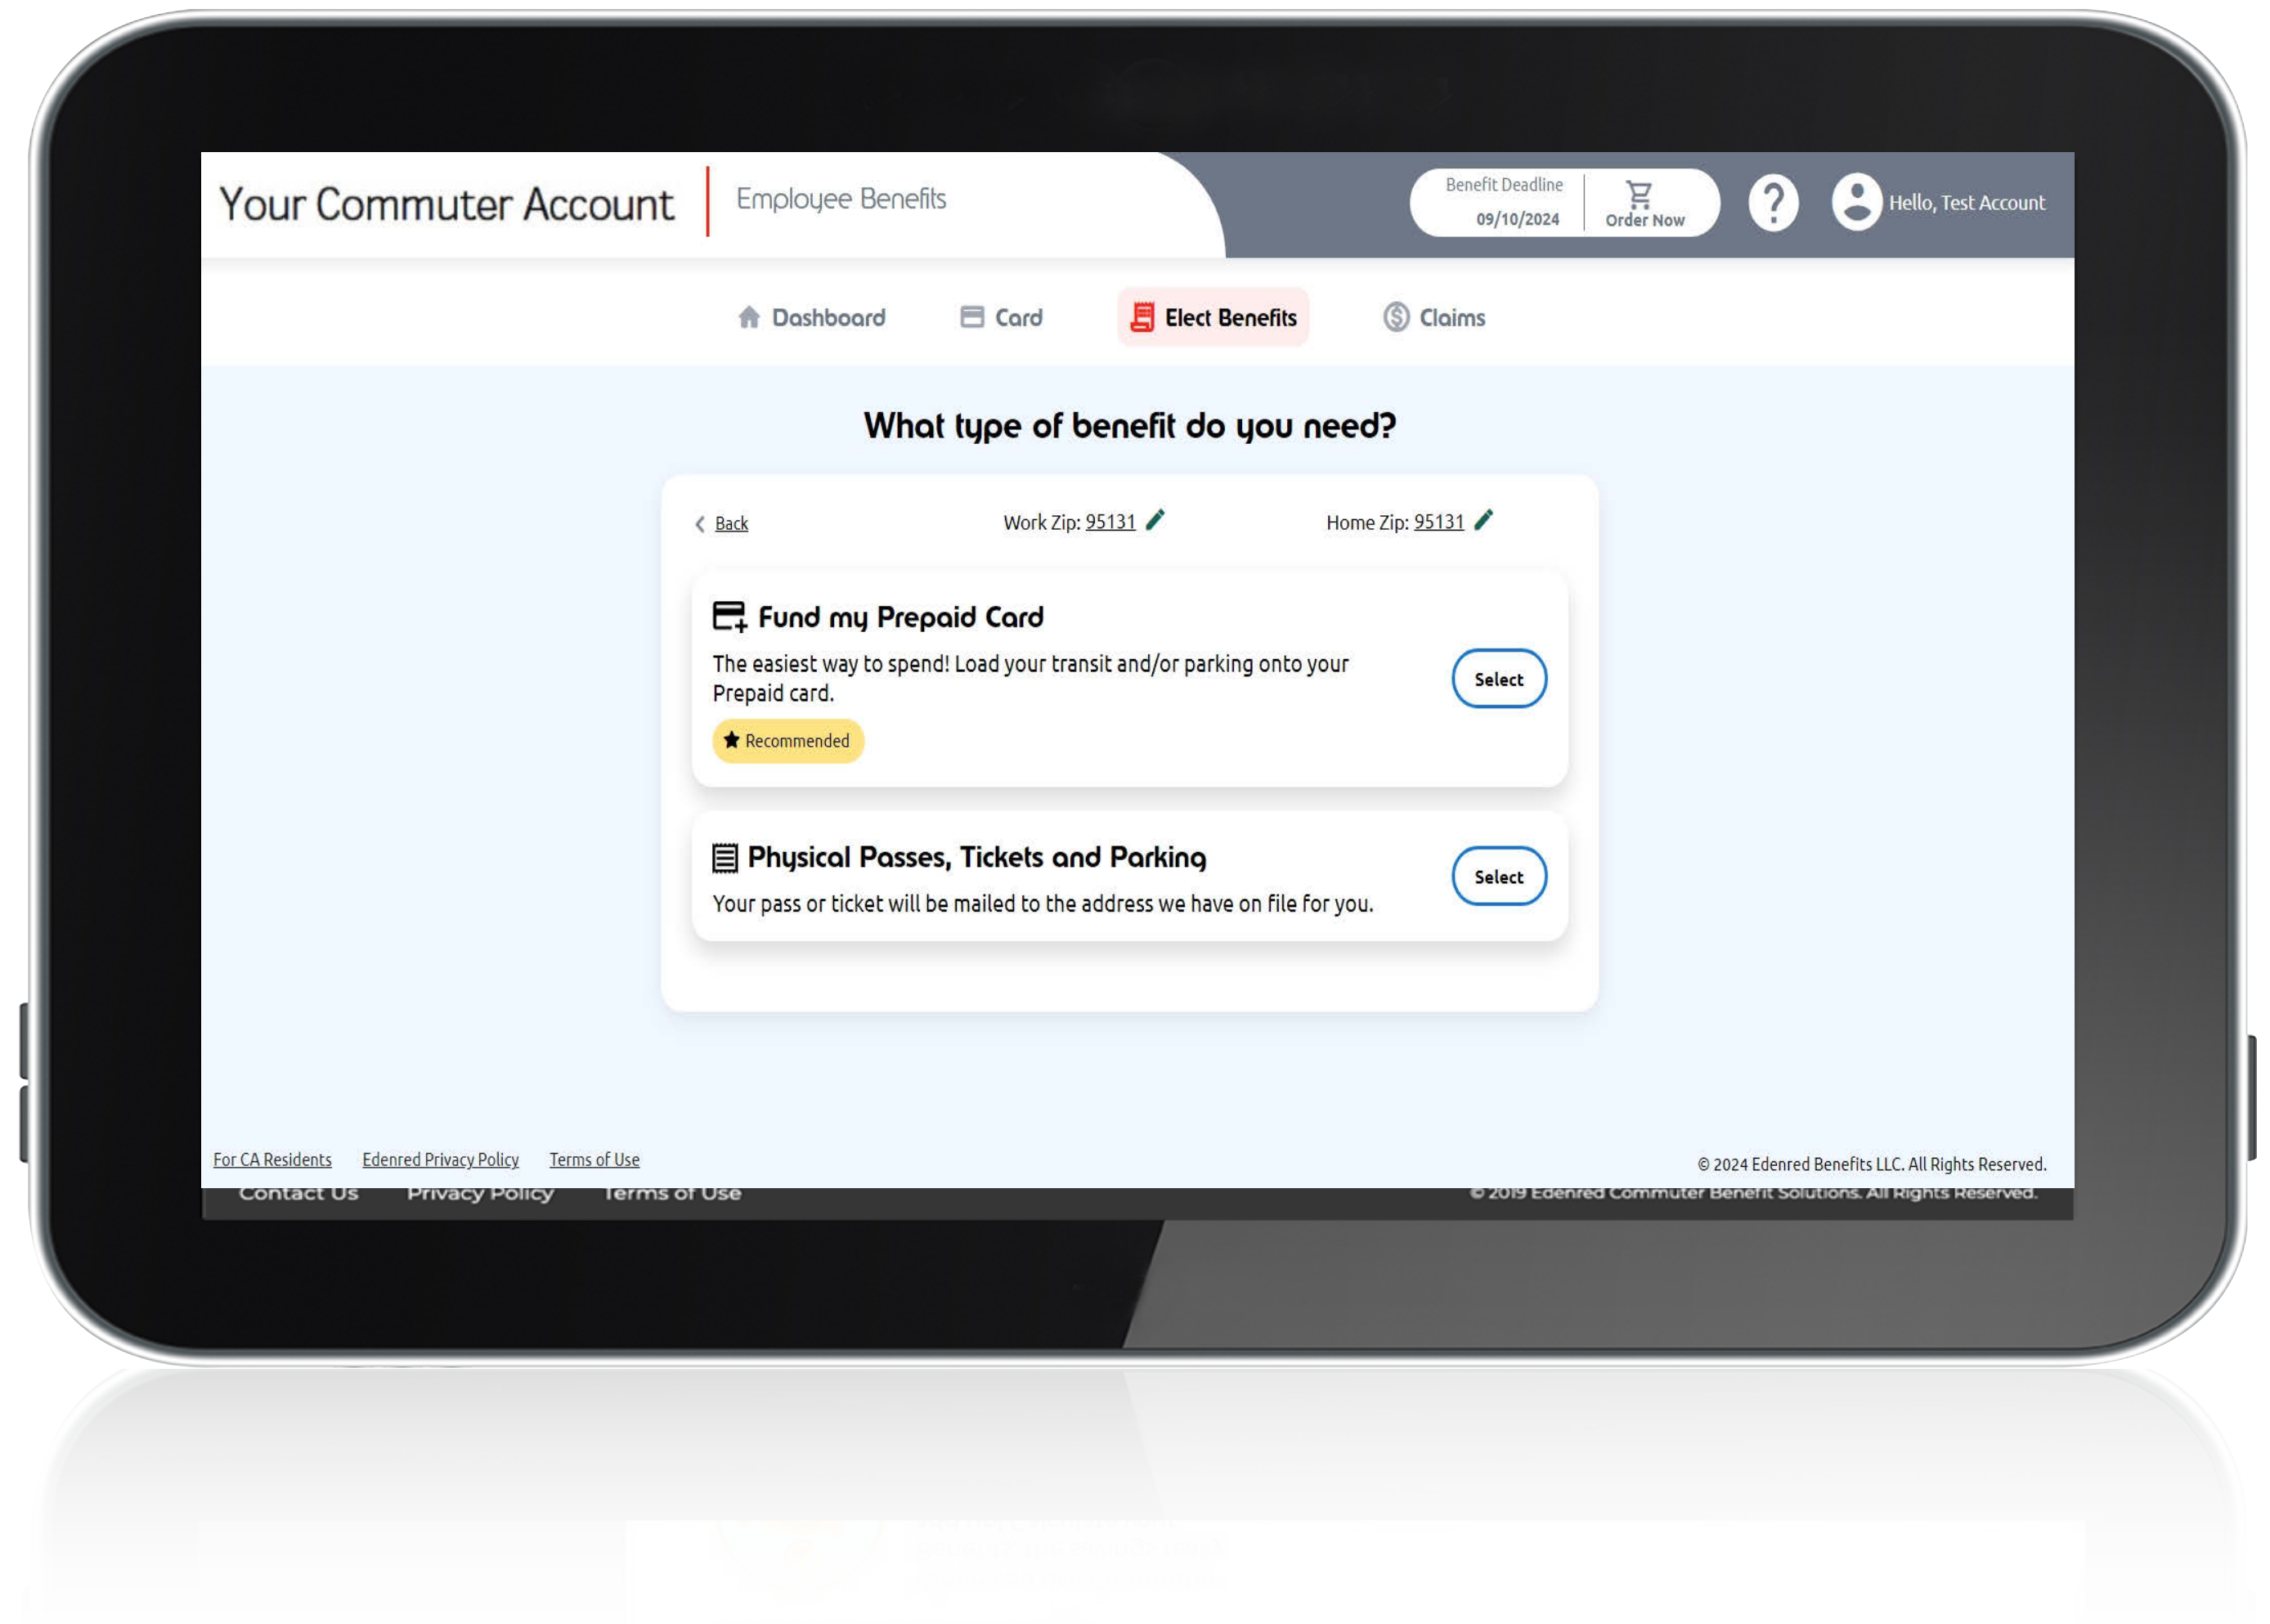 Your Commuter Account
Employee Benefits
Benefit Deadline
09/10/2024
Order Now
?
Hello, Test Account
Dashboard
Card
Elect Benefits
Claims
What type of benefit do you need?
Back
Work Zip: 95131
Home Zip: 95131
Fund my Prepaid Card
The easiest way to spend! Load your transit and/or parking onto your
Prepaid card.
Select
Recommended
Physical Passes, Tickets and Parking
Your pass or ticket will be mailed to the address we have on file for you.
Select
For CA Residents
Edenred Privacy Policy
Terms of Use
© 2024 Edenred Benefits LLC. All Rights Reserved.
Contact Us
Privacy Policy
Terms of Use
© 2019 Edenred Commuter Benefit Solutions. All Rights Reserved.